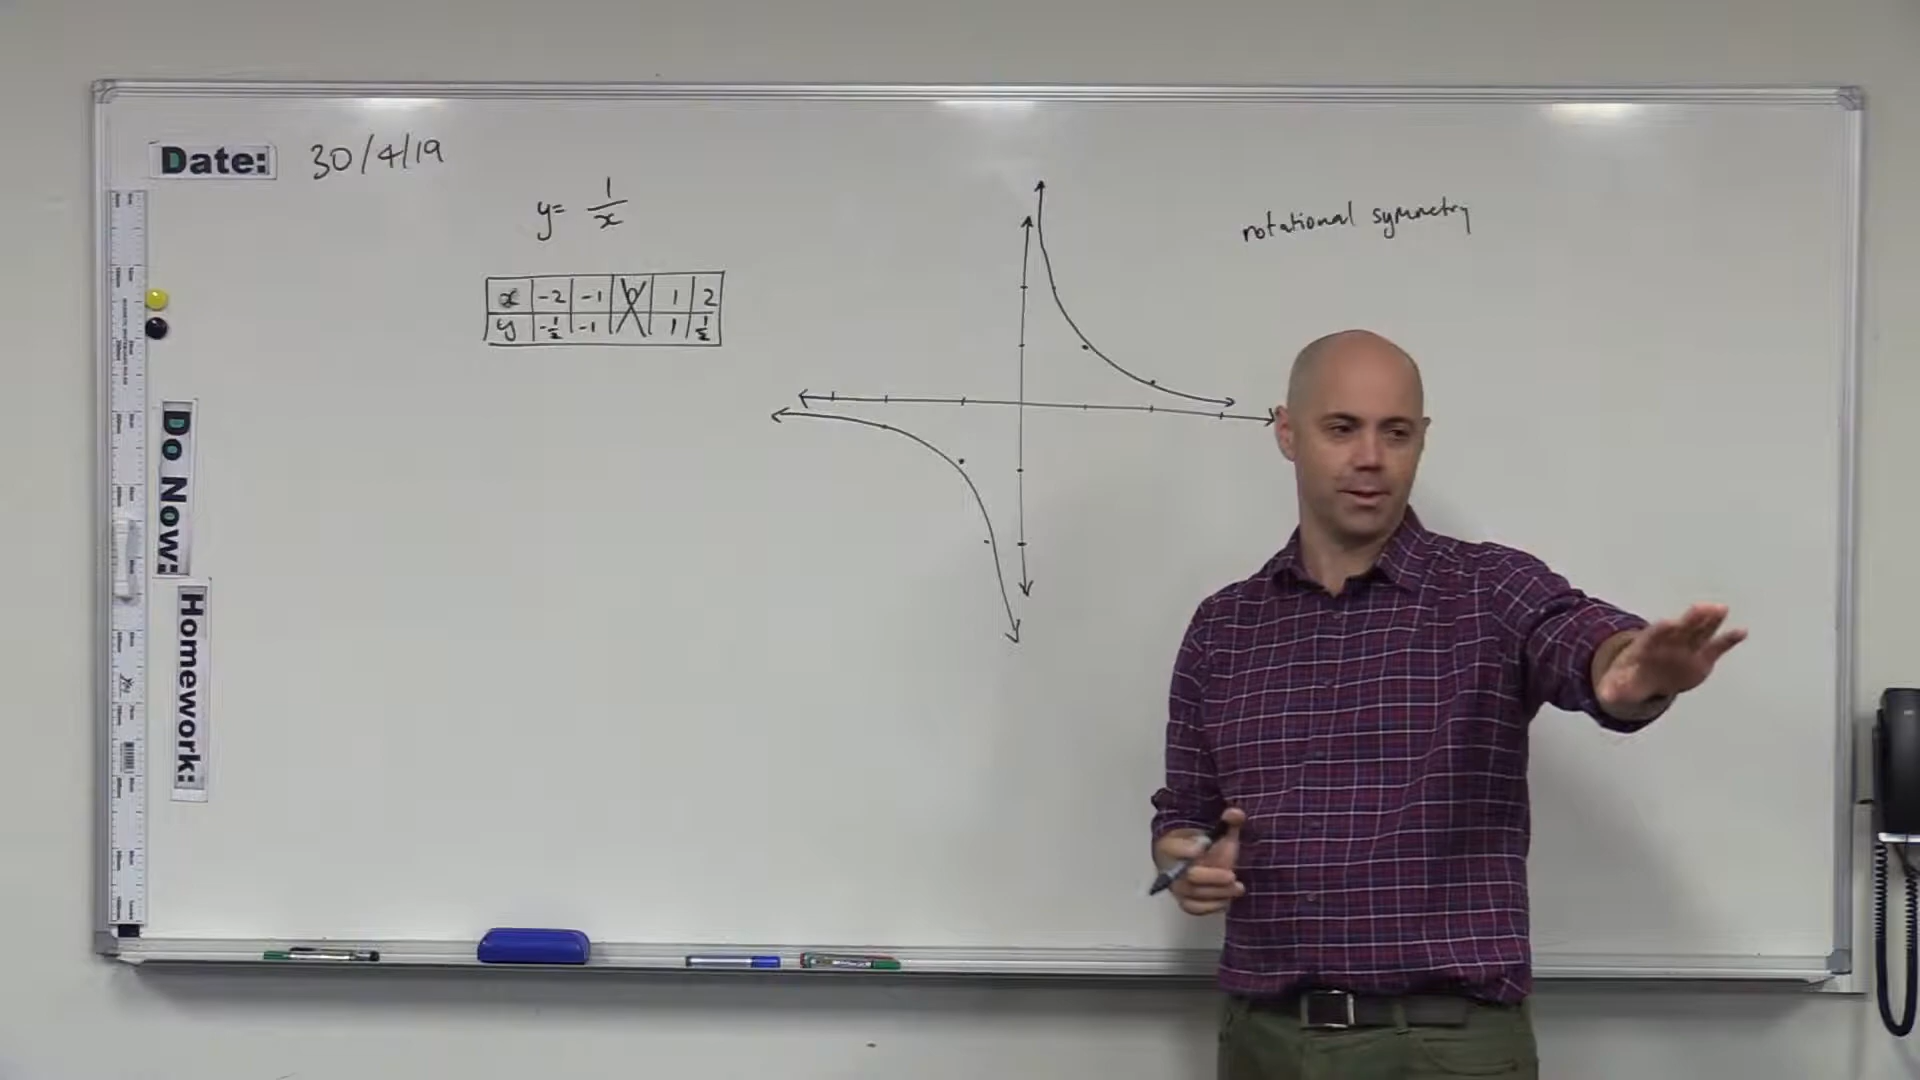 Date: 30/4/19
y= 1/x
rotational symmetry
x -2 -1 0 1 2
y -1/2 -1 1 1/2
Do Now:
Homework: